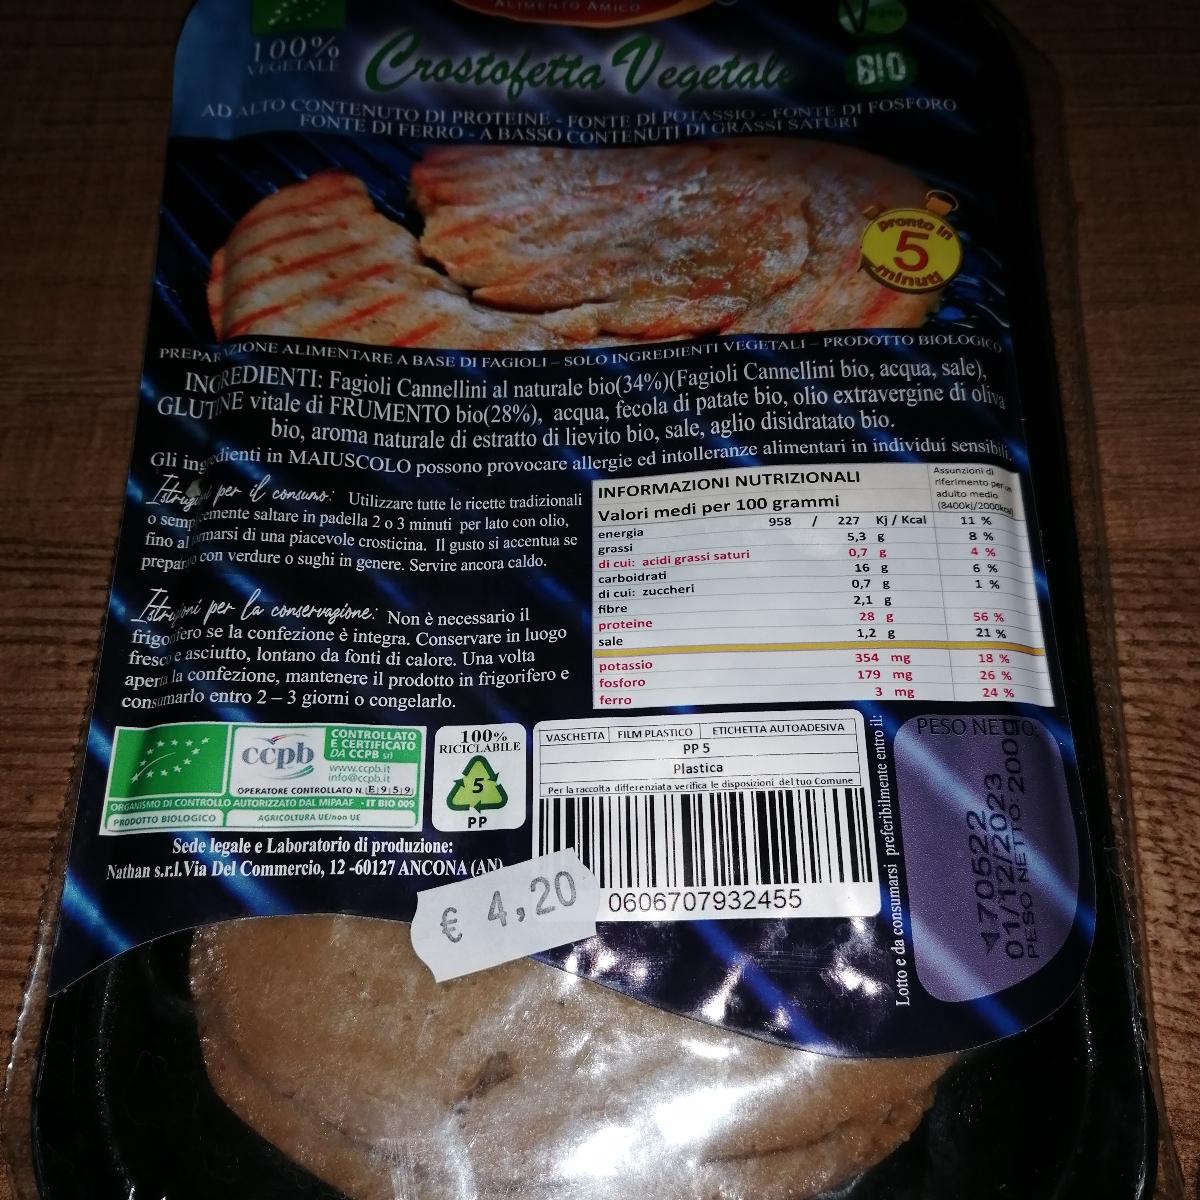 ALIMENTO AMICO
100%
VEGETALE
Crostofetta Vegetale
BIO
AD ALTO CONTENUTO DI PROTEINE - FONTE DI POTASSIO - FONTE DI FOSFORO
FONTE DI FERRO - A BASSO CONTENUTI DI GRASSI SATURI
pronto in
5
minuti
PREPARAZIONE ALIMENTARE A BASE DI FAGIOLI – SOLO INGREDIENTI VEGETALI – PRODOTTO BIOLOGICO
INGREDIENTI: Fagioli Cannellini al naturale bio(34%)(Fagioli Cannellini bio, acqua, sale),
GLUTINE vitale di FRUMENTO bio(28%), acqua, fecola di patate bio, olio extravergine di oliva
bio, aroma naturale di estratto di lievito bio, sale, aglio disidratato bio.
Gli ingredienti in MAIUSCOLO possono provocare allergie ed intolleranze alimentari in individui sensibili.
Istruzioni per il consumo: Utilizzare tutte le ricette tradizionali
o semplicemente saltare in padella 2 o 3 minuti per lato con olio,
fino al formarsi di una piacevole crosticina. Il gusto si accentua se
preparato con verdure o sughi in genere. Servire ancora caldo.
Istruzioni per la conservazione: Non è necessario il
frigorifero se la confezione è integra. Conservare in luogo
fresco e asciutto, lontano da fonti di calore. Una volta
aperta la confezione, mantenere il prodotto in frigorifero e
consumarlo entro 2 – 3 giorni o congelarlo.
INFORMAZIONI NUTRIZIONALI
Valori medi per 100 grammi
Assunzioni di
riferimento per un
adulto medio
(8400kj/2000kcal)
energia 958 / 227 Kj / Kcal 11 %
grassi 5,3 g 8 %
di cui: acidi grassi saturi 0,7 g 4 %
carboidrati 16 g 6 %
di cui: zuccheri 0,7 g 1 %
fibre 2,1 g
proteine 28 g 56 %
sale 1,2 g 21 %
potassio 354 mg 18 %
fosforo 179 mg 26 %
ferro 3 mg 24 %
ccpb
CONTROLLATO
E CERTIFICATO
DA CCPB srl
www.ccpb.it
info@ccpb.it
OPERATORE CONTROLLATO N. E|9|5|9
ORGANISMO DI CONTROLLO AUTORIZZATO DAL MIPAAF - IT BIO 009
PRODOTTO BIOLOGICO AGRICOLTURA UE/non UE
100%
RICICLABILE
5
PP
VASCHETTA FILM PLASTICO ETICHETTA AUTOADESIVA
PP 5
Plastica
Per la raccolta differenziata verifica le disposizioni del tuo Comune
0606707932455
Sede legale e Laboratorio di produzione:
Nathan s.r.l. Via Del Commercio, 12 -60127 ANCONA (AN)
€ 4,20
Lotto e da consumarsi preferibilmente entro il:
PESO NETTO:
170522
01/12/2023
PESO NETTO: 200